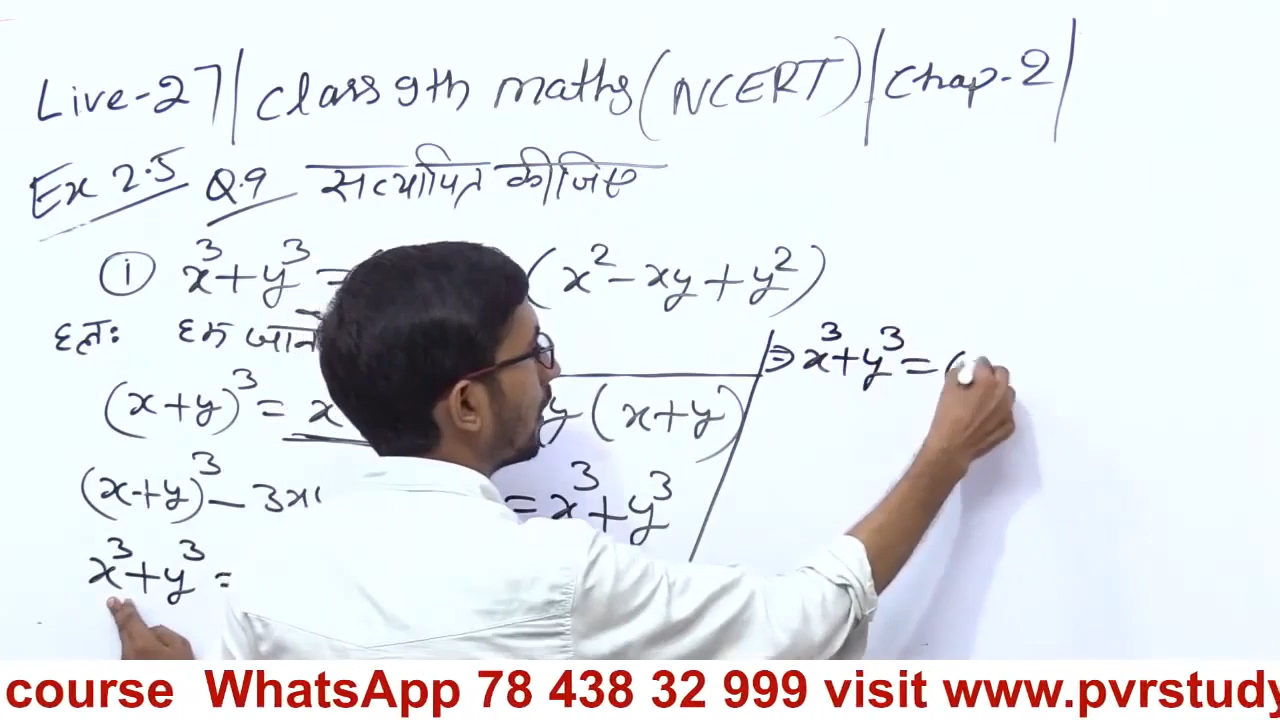 Live-27| Class 9th maths (NCERT) | Chap-2|
Ex 2.5 Q.9 सत्यापित कीजिए
(i) x³+y³= (x²-xy+y²)
हलः हम जान
(x+y)³= x y(x+y)
(x+y)³-3x =x³+y³
x³+y³=
⇒x³+y³=(
course WhatsApp 78 438 32 999 visit www.pvrstudy